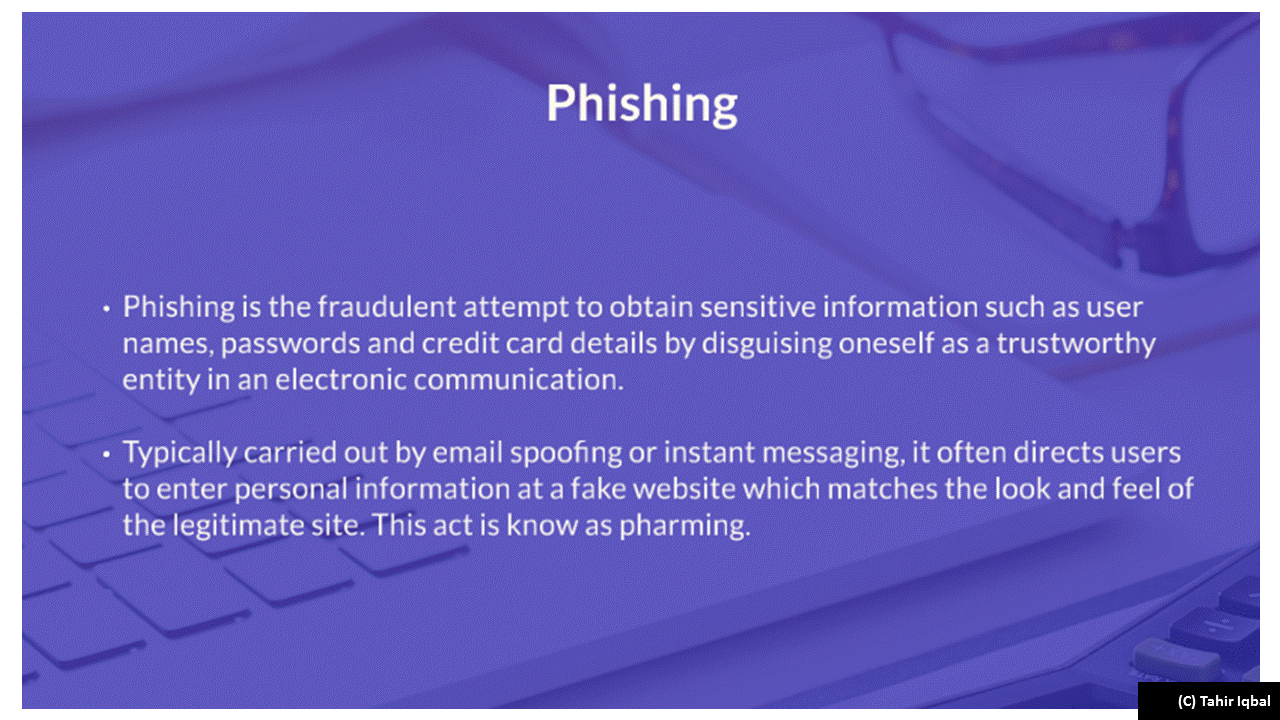 Phishing
• Phishing is the fraudulent attempt to obtain sensitive information such as user
names, passwords and credit card details by disguising oneself as a trustworthy
entity in an electronic communication.
• Typically carried out by email spoofing or instant messaging, it often directs users
to enter personal information at a fake website which matches the look and feel of
the legitimate site. This act is know as pharming.
(C) Tahir Iqbal